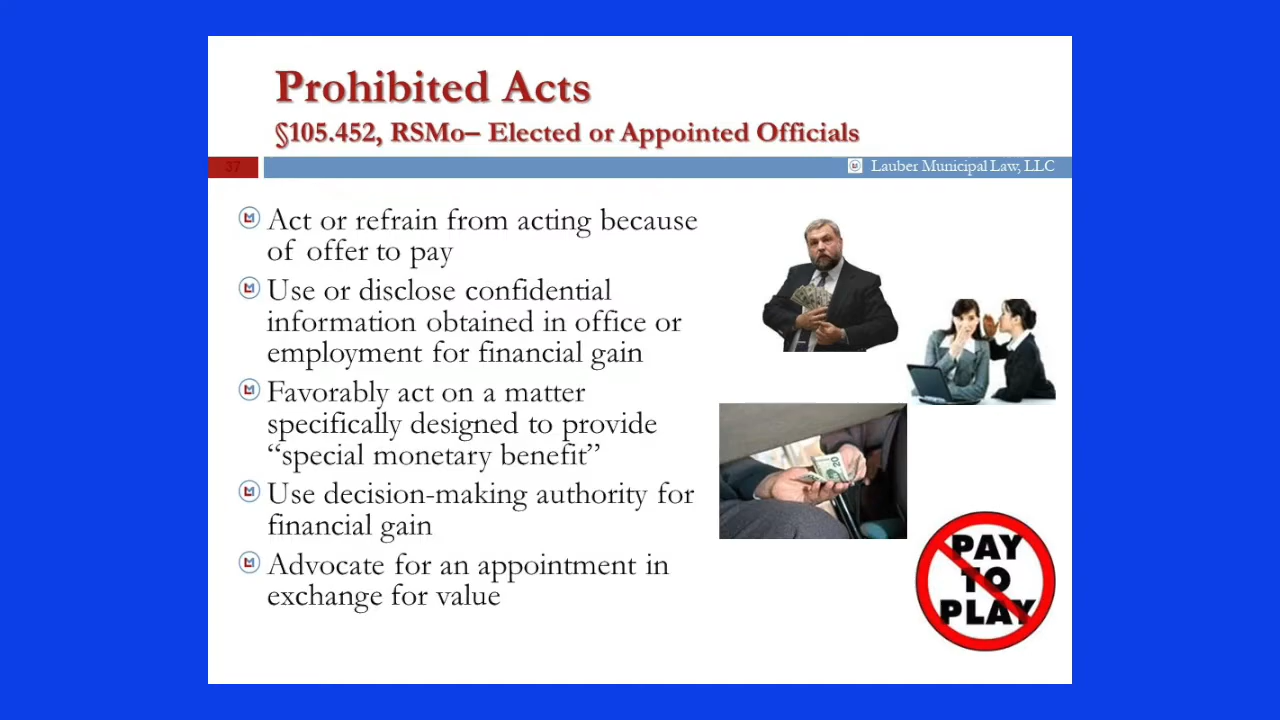 Prohibited Acts
§105.452, RSMo– Elected or Appointed Officials
37
Lauber Municipal Law, LLC
Act or refrain from acting because
of offer to pay
Use or disclose confidential
information obtained in office or
employment for financial gain
Favorably act on a matter
specifically designed to provide
“special monetary benefit”
Use decision-making authority for
financial gain
Advocate for an appointment in
exchange for value
20
PAY
TO
PLAY